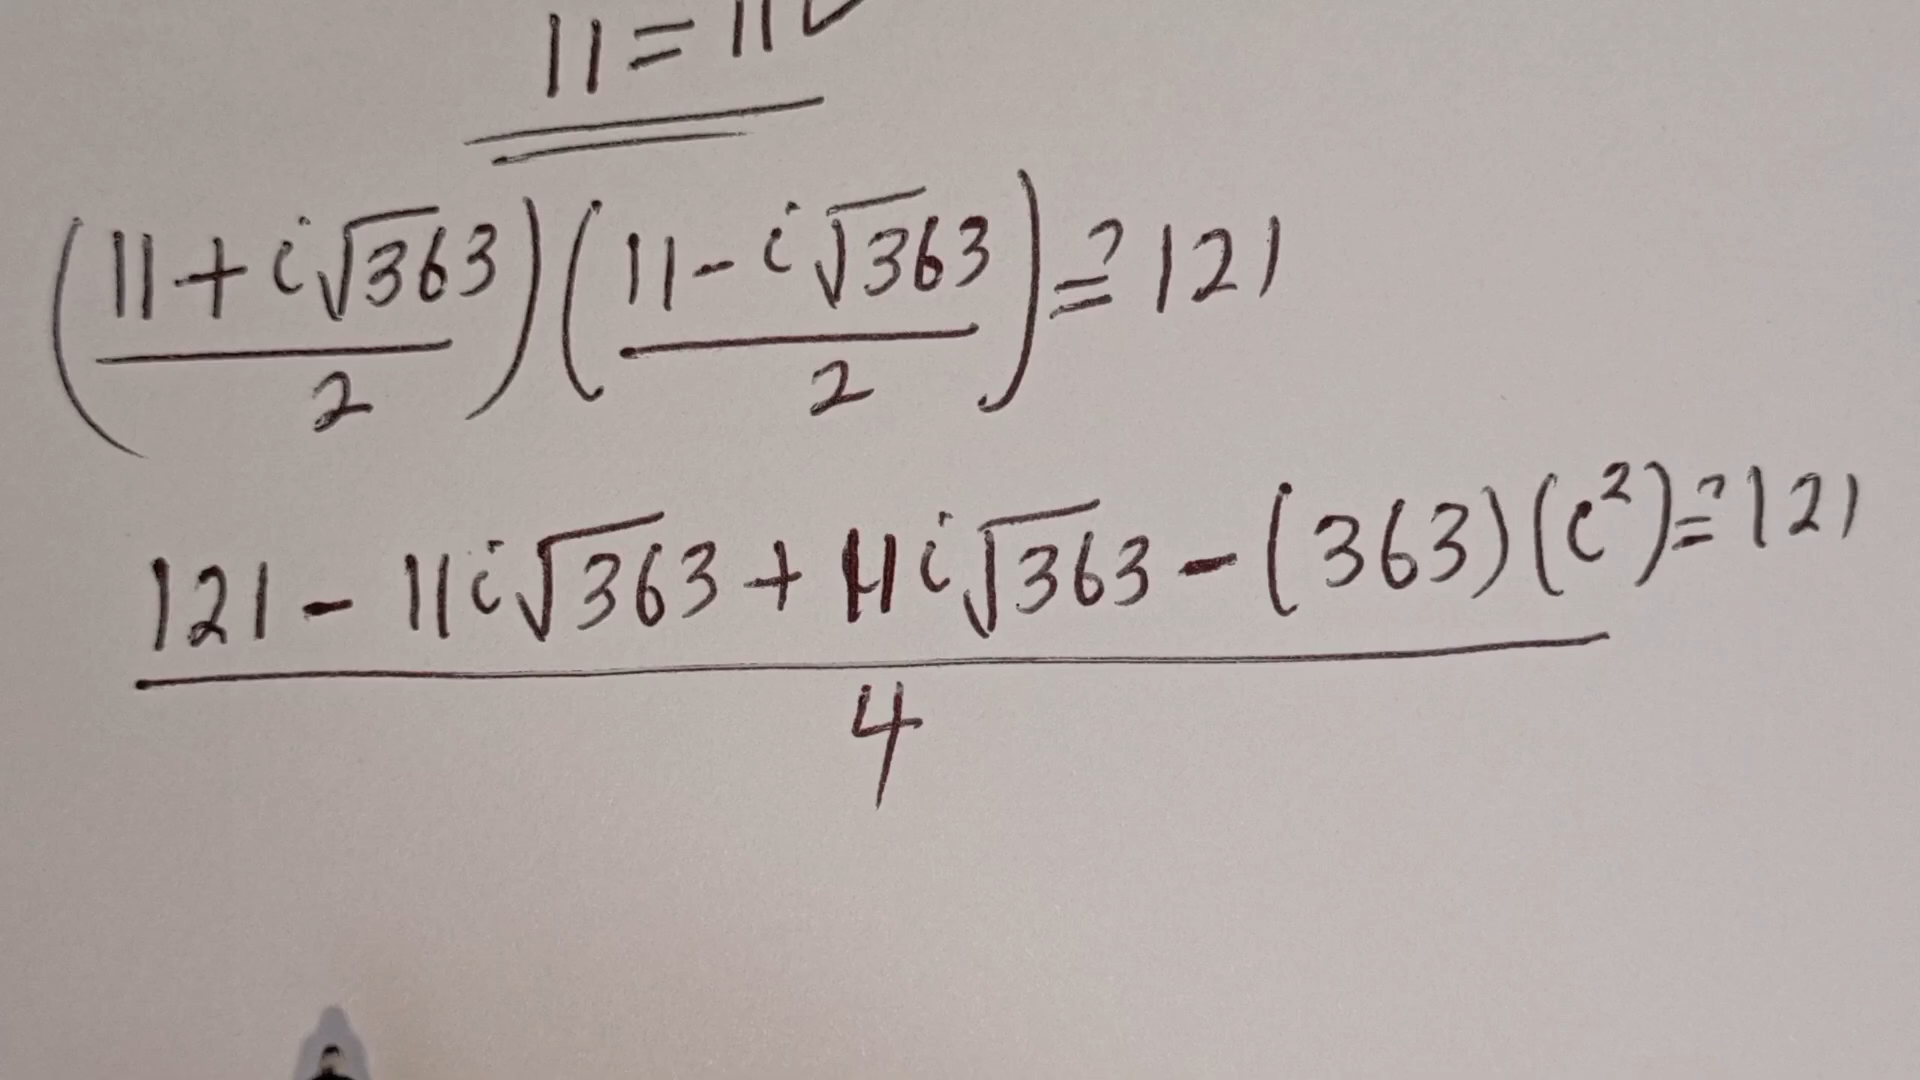 11 = 11 ✓
(11 + i√363 / 2)(11 - i√363 / 2) =? 121
121 - 11i√363 + 11i√363 - (363)(i²) / 4 =? 121